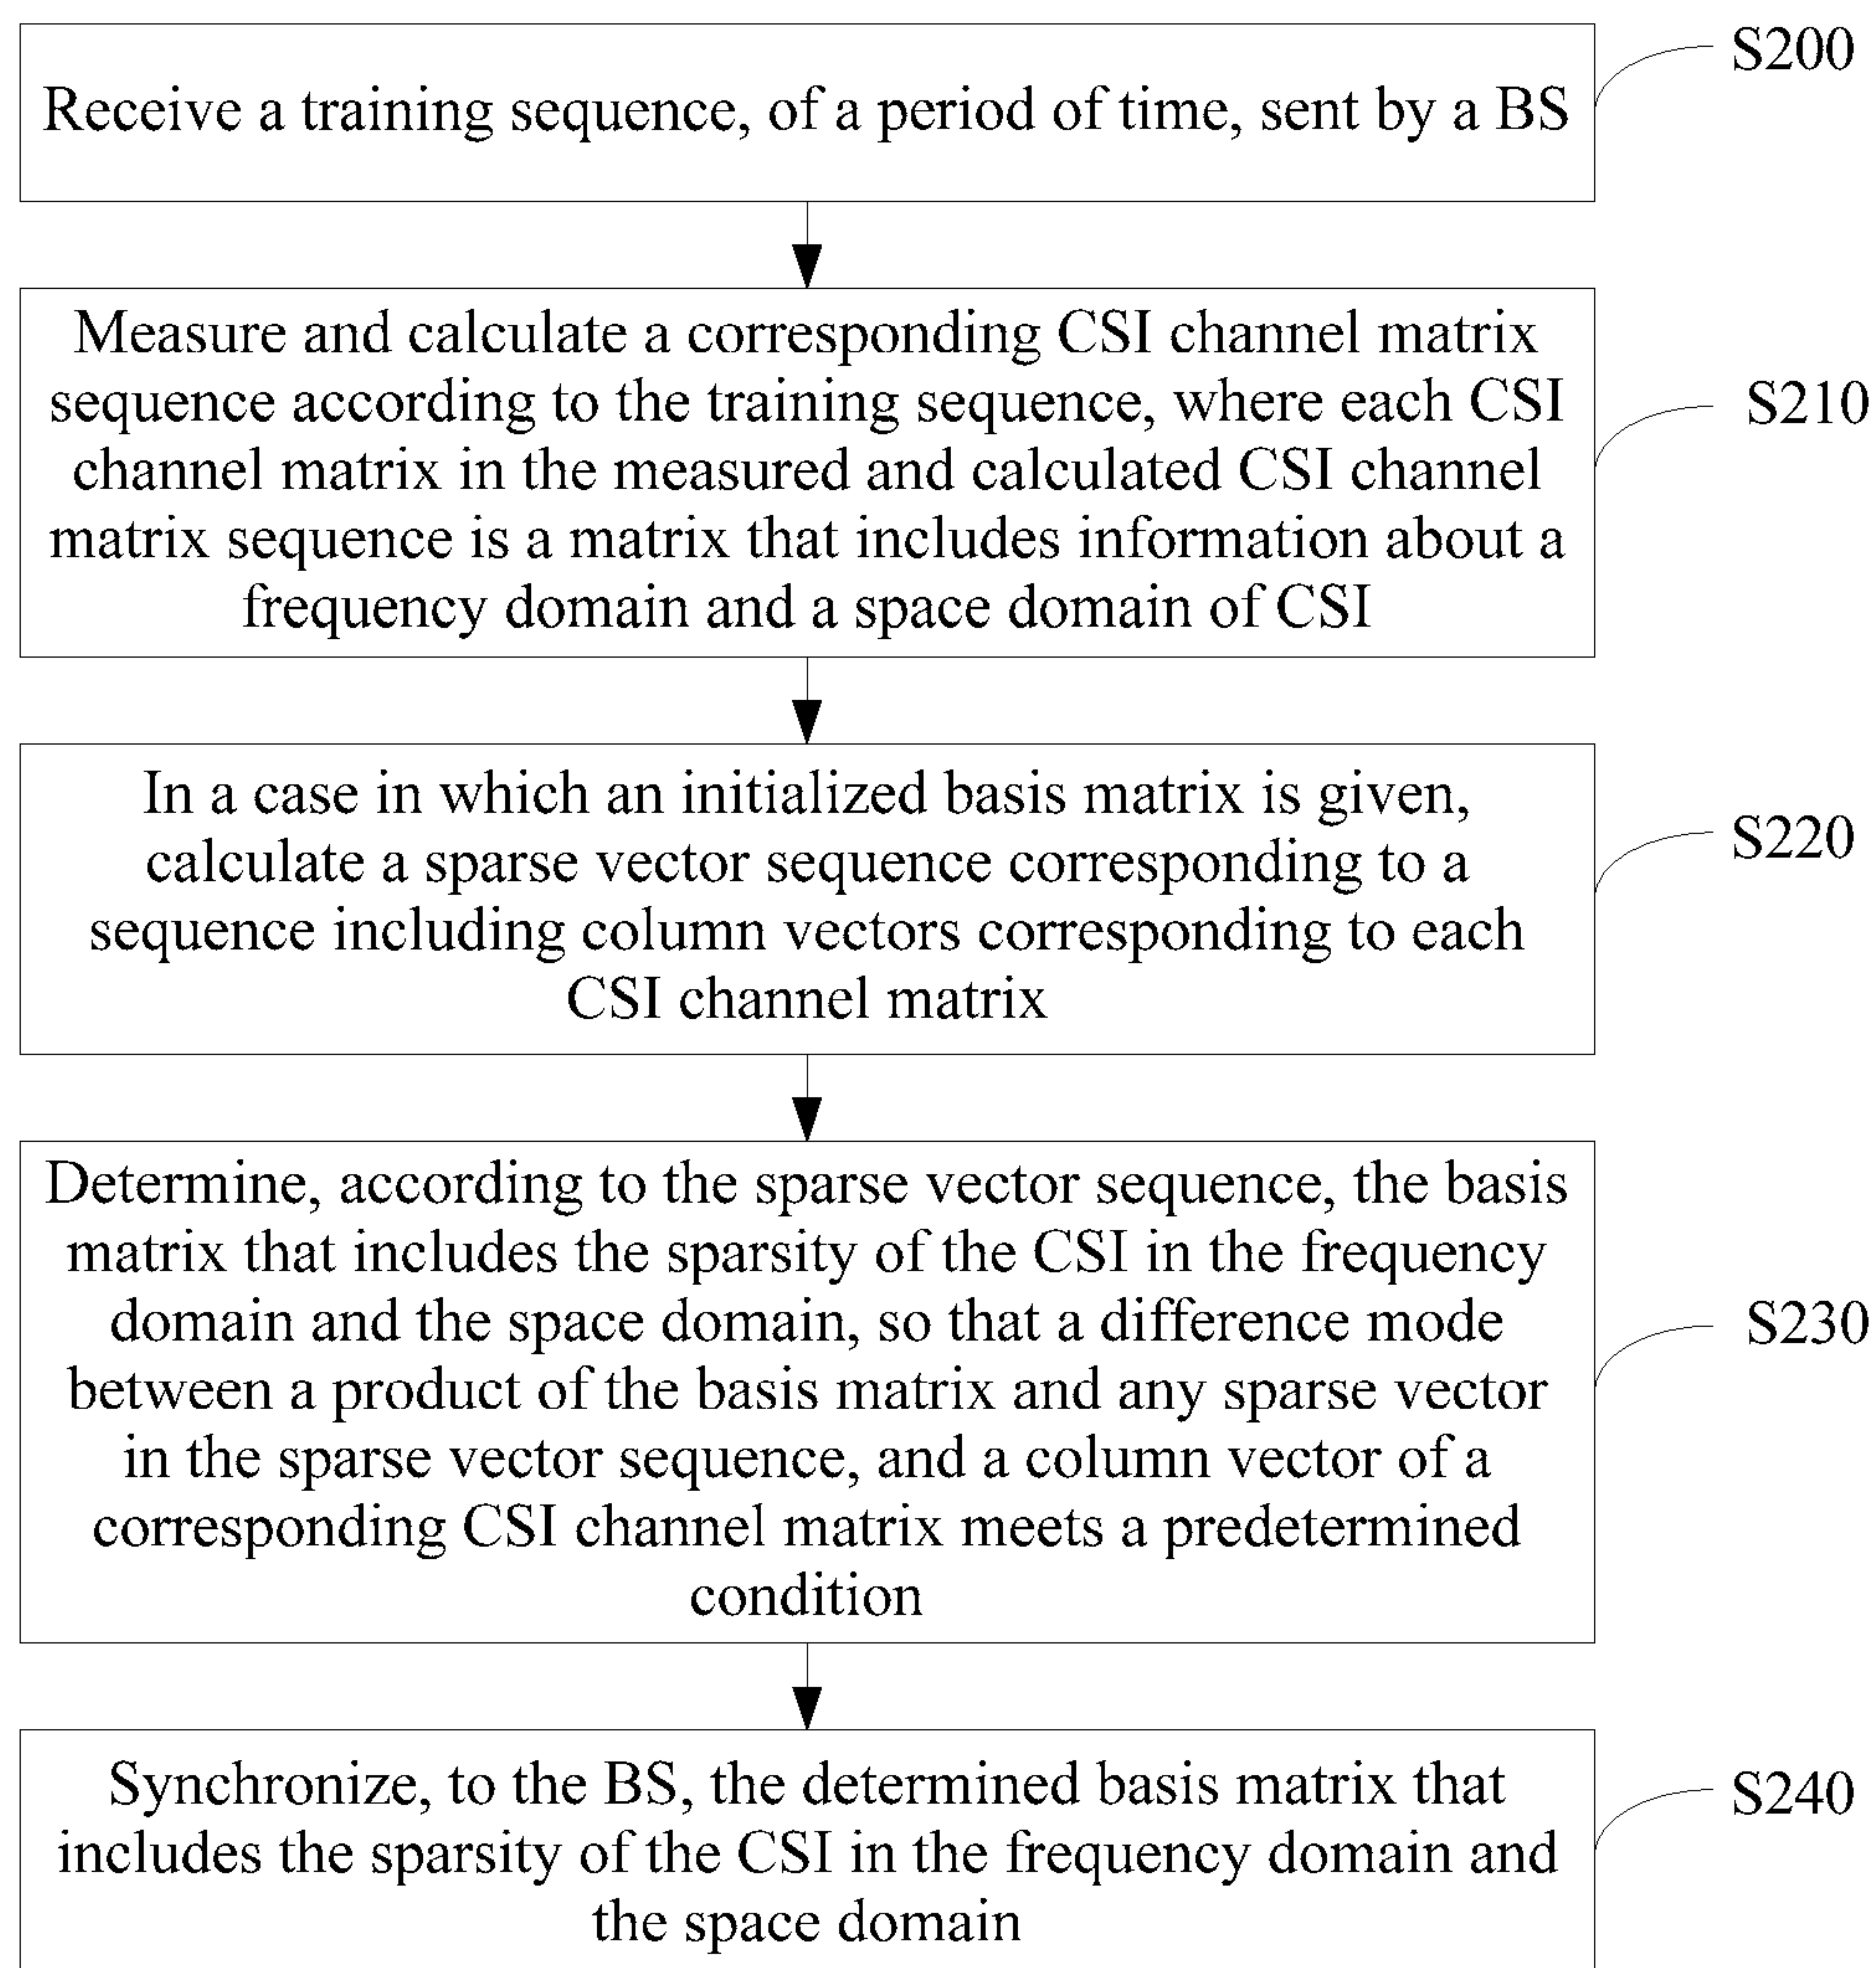 Receive a training sequence, of a period of time, sent by a BS
S200
Measure and calculate a corresponding CSI channel matrix
sequence according to the training sequence, where each CSI
channel matrix in the measured and calculated CSI channel
matrix sequence is a matrix that includes information about a
frequency domain and a space domain of CSI
S210
In a case in which an initialized basis matrix is given,
calculate a sparse vector sequence corresponding to a
sequence including column vectors corresponding to each
CSI channel matrix
S220
Determine, according to the sparse vector sequence, the basis
matrix that includes the sparsity of the CSI in the frequency
domain and the space domain, so that a difference mode
between a product of the basis matrix and any sparse vector
in the sparse vector sequence, and a column vector of a
corresponding CSI channel matrix meets a predetermined
condition
S230
Synchronize, to the BS, the determined basis matrix that
includes the sparsity of the CSI in the frequency domain and
the space domain
S240